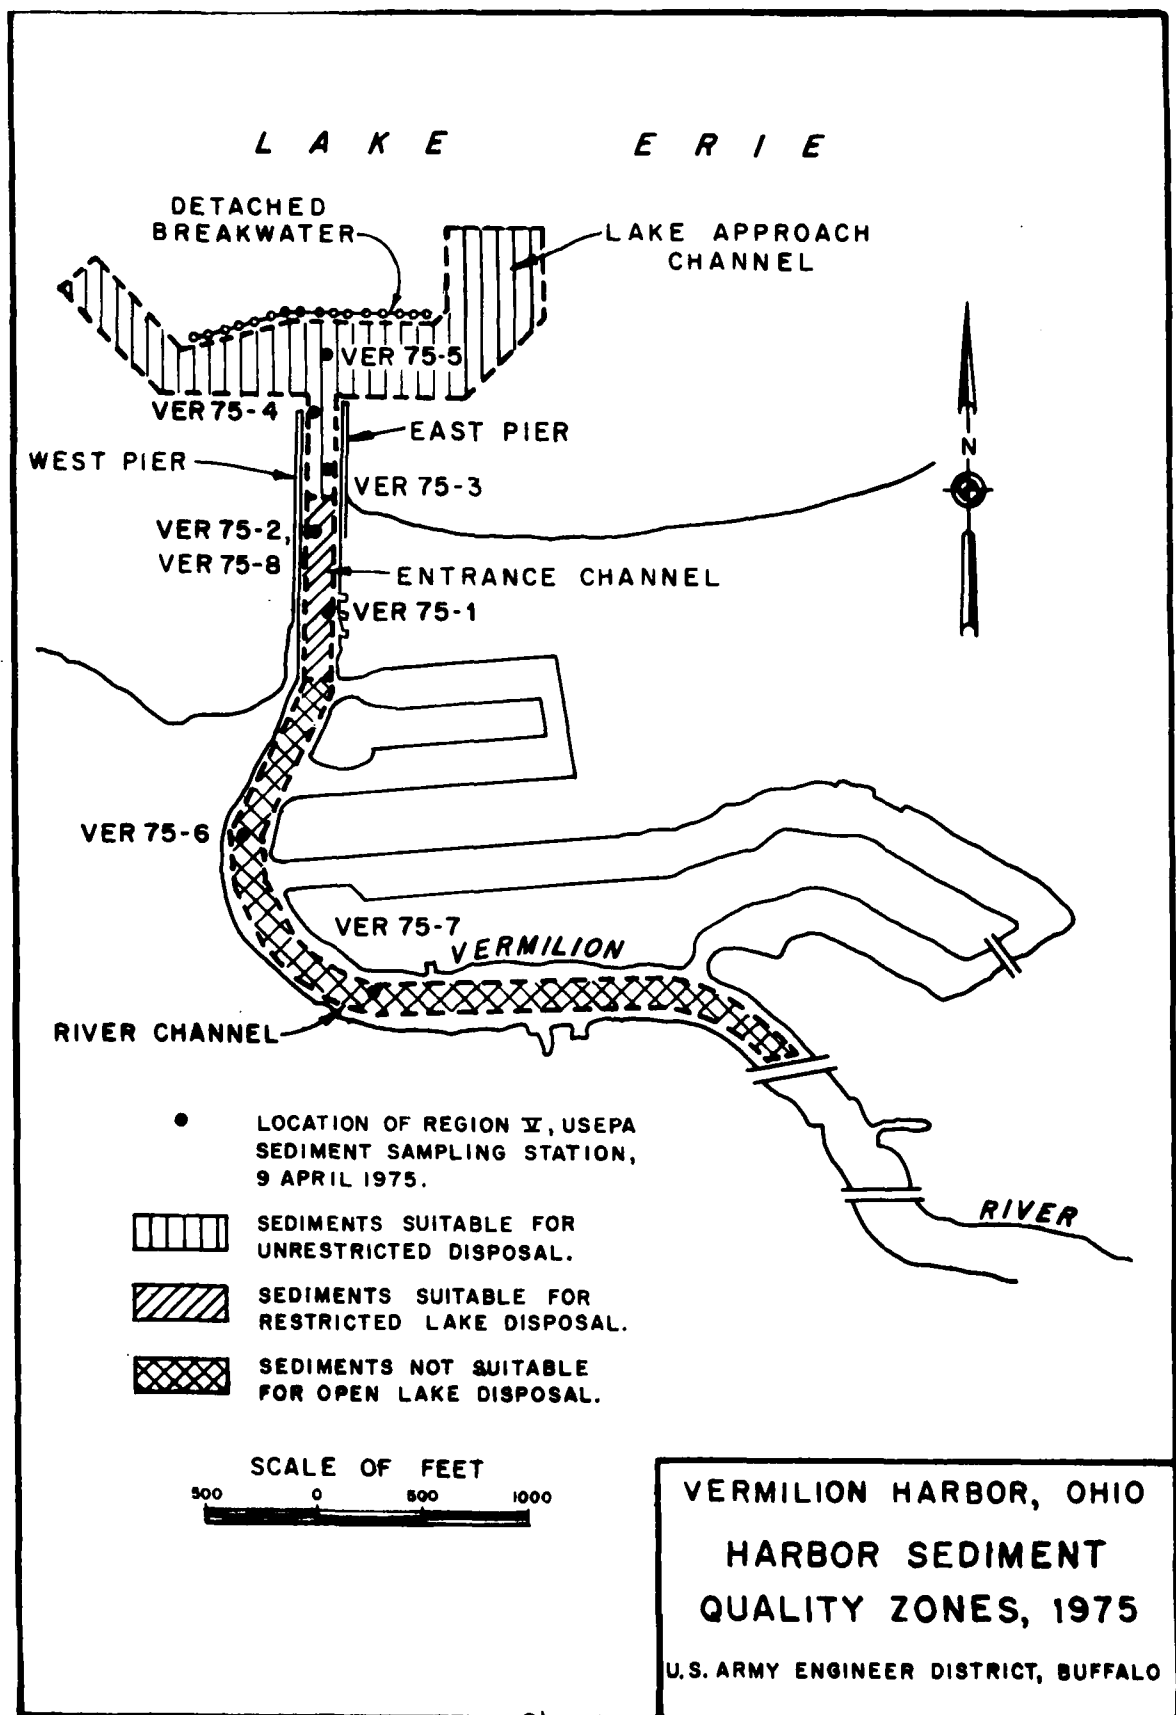 LAKE ERIE
DETACHED
BREAKWATER
LAKE APPROACH
CHANNEL
VER 75-5
VER 75-4
EAST PIER
WEST PIER
VER 75-3
VER 75-2,
VER 75-8
ENTRANCE CHANNEL
VER 75-1
N
VER 75-6
VER 75-7
VERMILION
RIVER CHANNEL
RIVER
LOCATION OF REGION V, USEPA
SEDIMENT SAMPLING STATION,
9 APRIL 1975.
SEDIMENTS SUITABLE FOR
UNRESTRICTED DISPOSAL.
SEDIMENTS SUITABLE FOR
RESTRICTED LAKE DISPOSAL.
SEDIMENTS NOT SUITABLE
FOR OPEN LAKE DISPOSAL.
SCALE OF FEET
500 0 500 1000
VERMILION HARBOR, OHIO
HARBOR SEDIMENT
QUALITY ZONES, 1975
U.S. ARMY ENGINEER DISTRICT, BUFFALO